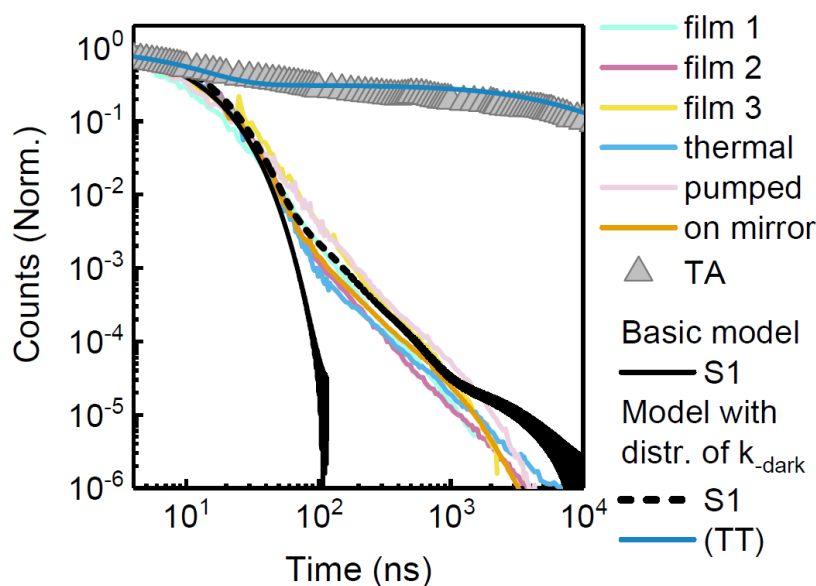 10^0
10^-1
10^-2
10^-3
10^-4
10^-5
10^-6
Counts (Norm.)
10^1
10^2
10^3
10^4
Time (ns)
film 1
film 2
film 3
thermal
pumped
on mirror
TA
Basic model
S1
Model with
distr. of k_-dark
S1
(TT)